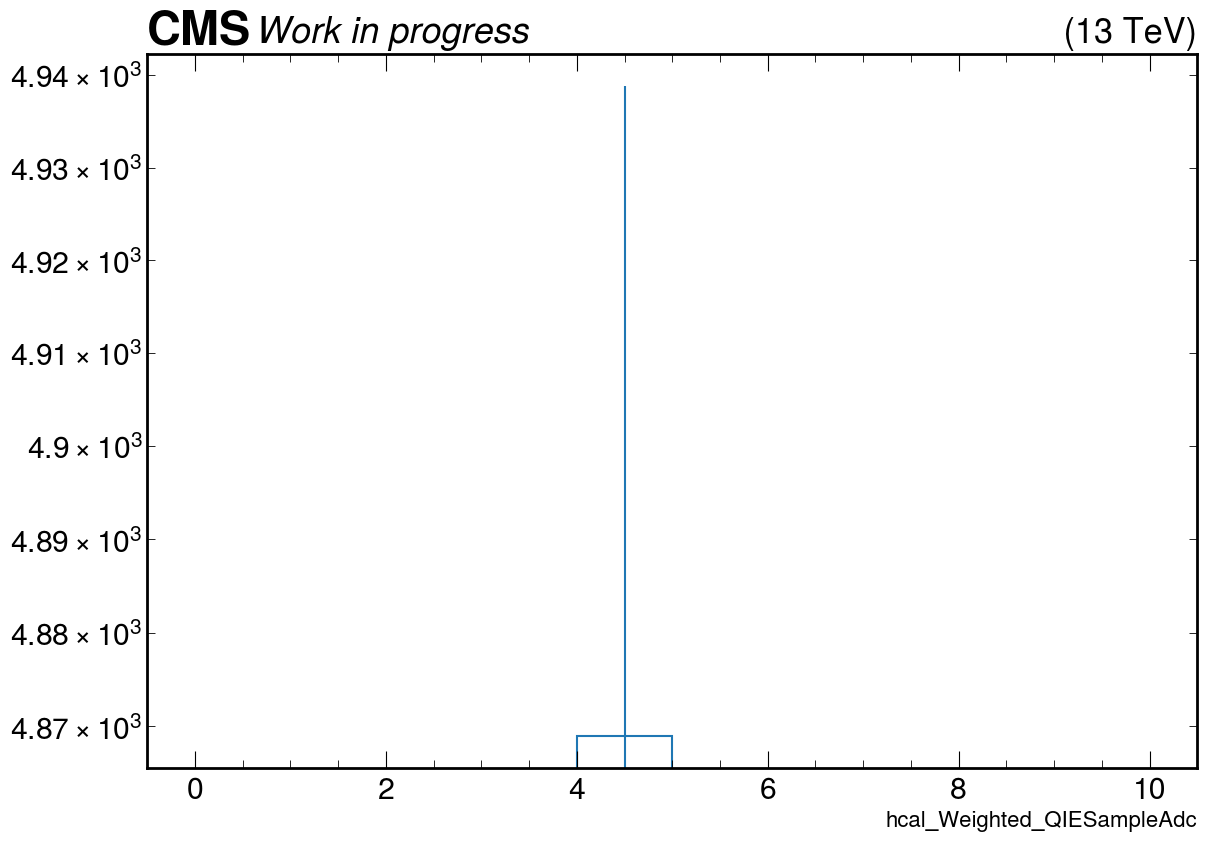 CMS Work in progress (13 TeV)
4.94 × 10³
4.93 × 10³
4.92 × 10³
4.91 × 10³
4.9 × 10³
4.89 × 10³
4.88 × 10³
4.87 × 10³
0 2 4 6 8 10
hcal_Weighted_QIESampleAdc